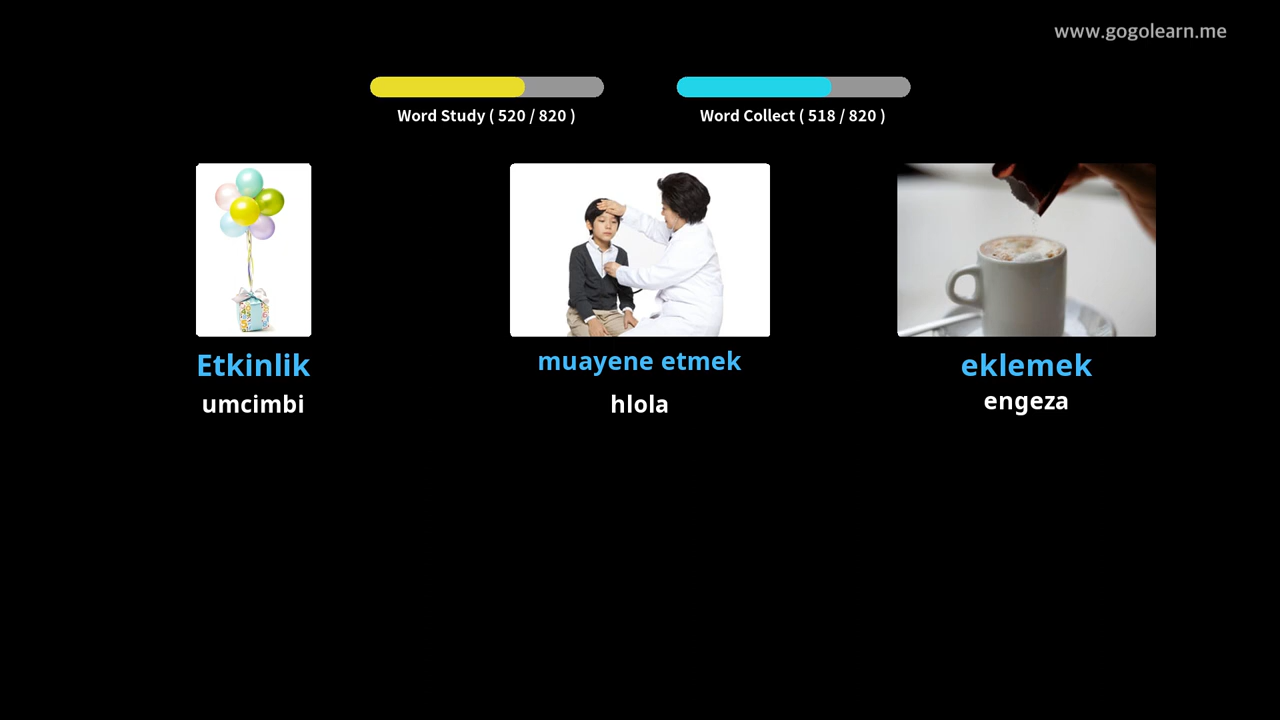 www.gogolearn.me
Word Study ( 520 / 820 )
Word Collect ( 518 / 820 )
Etkinlik
umcimbi
muayene etmek
hlola
eklemek
engeza